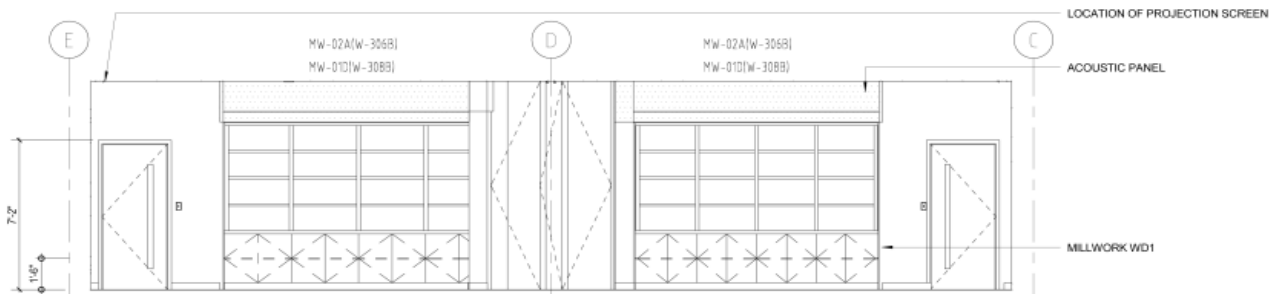 LOCATION OF PROJECTION SCREEN
E
D
C
MW-02A(W-306B)
MW-01D(W-308B)
MW-02A(W-306B)
MW-01D(W-308B)
ACOUSTIC PANEL
7'-2"
1'-6"
MILLWORK WD1